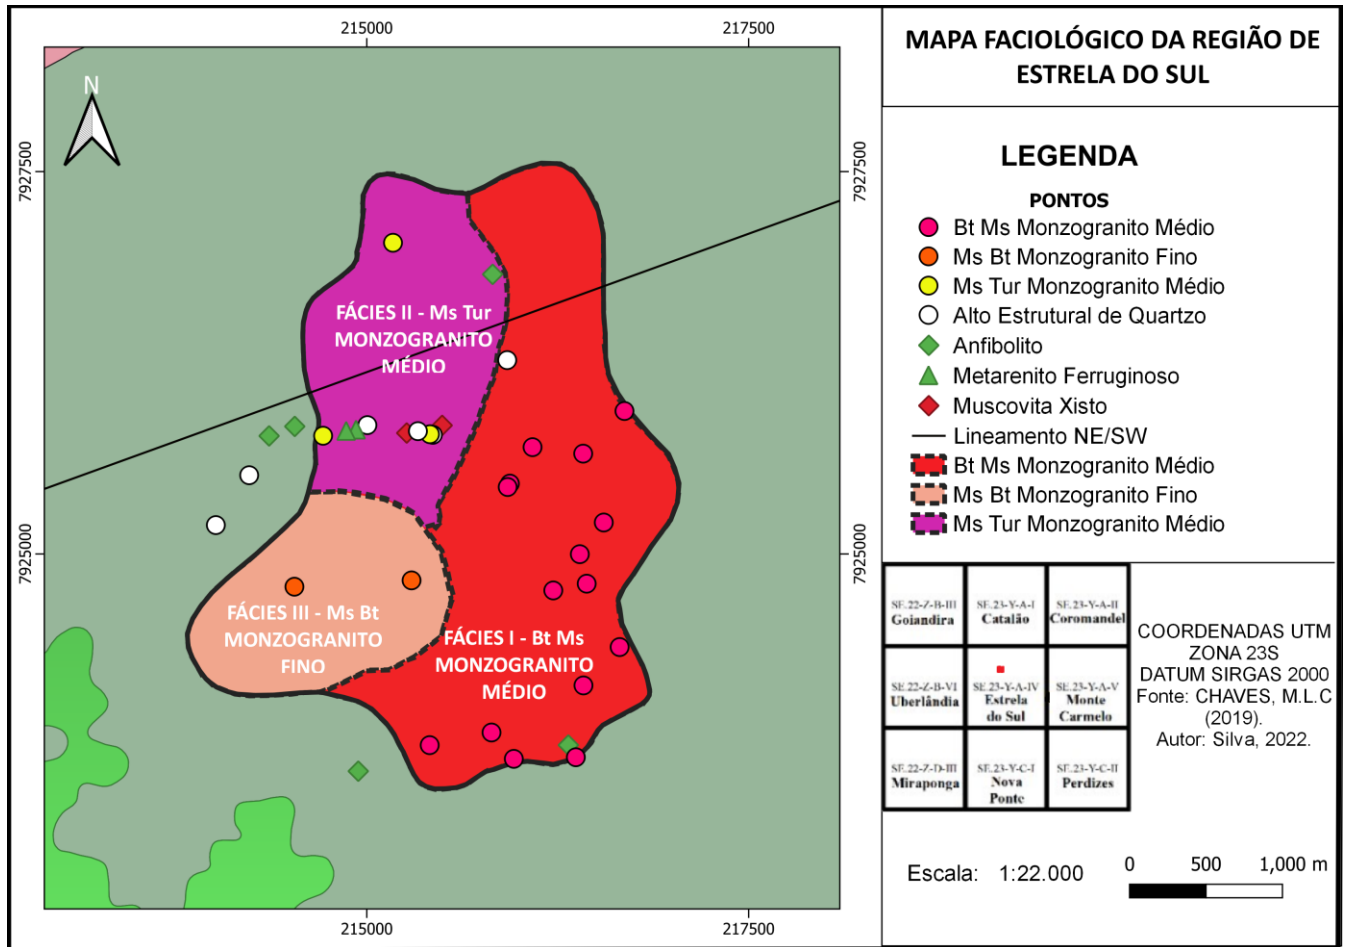 215000
217500
MAPA FACIOLÓGICO DA REGIÃO DE
ESTRELA DO SUL
N
7927500
7927500
LEGENDA
PONTOS
Bt Ms Monzogranito Médio
Ms Bt Monzogranito Fino
Ms Tur Monzogranito Médio
Alto Estrutural de Quartzo
Anfibolito
Metarenito Ferruginoso
Muscovita Xisto
Lineamento NE/SW
Bt Ms Monzogranito Médio
Ms Bt Monzogranito Fino
Ms Tur Monzogranito Médio
FÁCIES II - Ms Tur
MONZOGRANITO
MÉDIO
7925000
7925000
FÁCIES III - Ms Bt
MONZOGRANITO
FINO
FÁCIES I - Bt Ms
MONZOGRANITO
MÉDIO
SE.22-Z-B-III
Goiandira
SE.23-Y-A-I
Catalão
SE.23-Y-A-II
Coromandel
SE.22-Z-B-VI
Uberlândia
SE.23-Y-A-IV
Estrela
do Sul
SE.23-Y-A-V
Monte
Carmelo
SE.22-Z-D-III
Miraponga
SE.23-Y-C-I
Nova
Ponte
SE.23-Y-C-II
Perdizes
COORDENADAS UTM
ZONA 23S
DATUM SIRGAS 2000
Fonte: CHAVES, M.L.C
(2019).
Autor: Silva, 2022.
Escala: 1:22.000
0 500 1,000 m
215000
217500